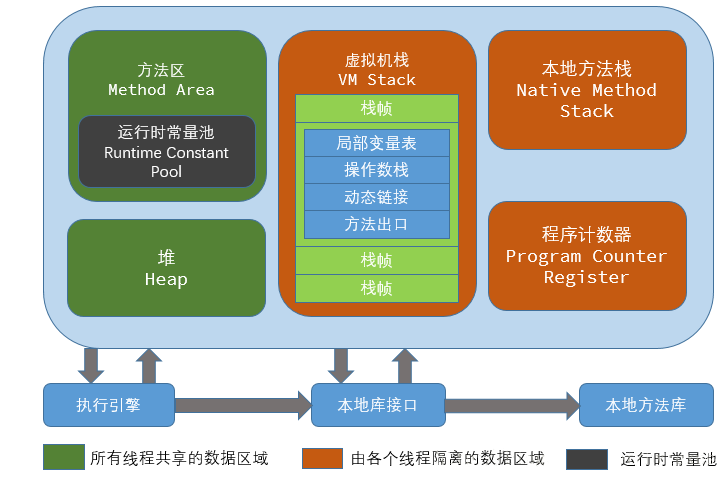 方法区
Method Area
运行时常量池
Runtime Constant
Pool
堆
Heap
虚拟机栈
VM Stack
栈帧
局部变量表
操作数栈
动态链接
方法出口
栈帧
栈帧
本地方法栈
Native Method
Stack
程序计数器
Program Counter
Register
执行引擎
本地库接口
本地方法库
所有线程共享的数据区域
由各个线程隔离的数据区域
运行时常量池